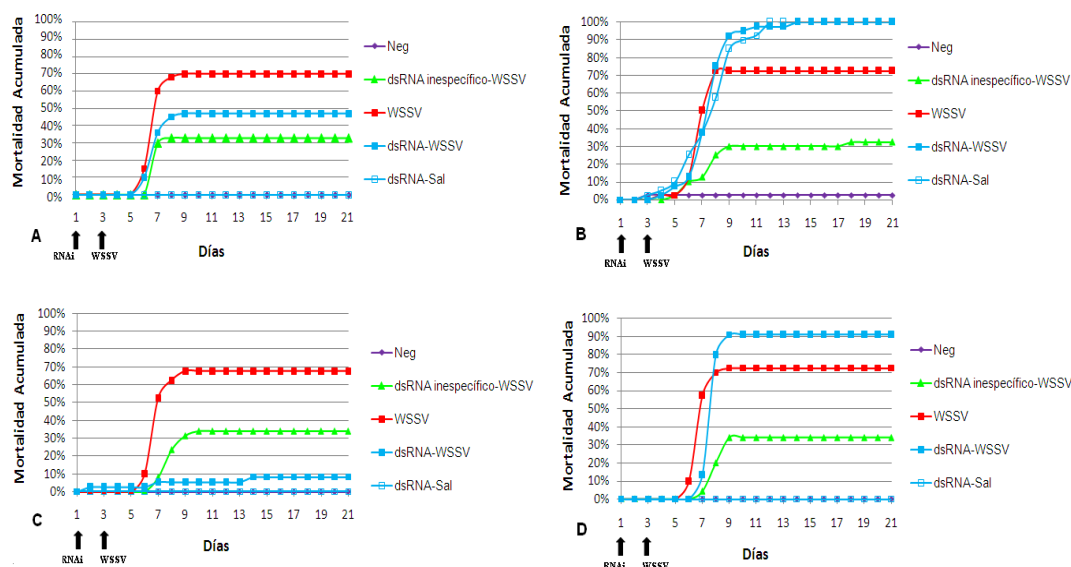 Mortalidad Acumulada
100%
90%
80%
70%
60%
50%
40%
30%
20%
10%
0%
1 3 5 7 9 11 13 15 17 19 21
A
RNAi
WSSV
Días
Neg
dsRNA inespecífico-WSSV
WSSV
dsRNA-WSSV
dsRNA-Sal
Mortalidad Acumulada
100%
90%
80%
70%
60%
50%
40%
30%
20%
10%
0%
1 3 5 7 9 11 13 15 17 19 21
B
RNAi
WSSV
Días
Neg
dsRNA inespecífico-WSSV
WSSV
dsRNA-WSSV
dsRNA-Sal
Mortalidad Acumulada
100%
90%
80%
70%
60%
50%
40%
30%
20%
10%
0%
1 3 5 7 9 11 13 15 17 19 21
C
RNAi
WSSV
Días
Neg
dsRNA inespecífico-WSSV
WSSV
dsRNA-WSSV
dsRNA-Sal
Mortalidad Acumulada
100%
90%
80%
70%
60%
50%
40%
30%
20%
10%
0%
1 3 5 7 9 11 13 15 17 19 21
D
RNAi
WSSV
Días
Neg
dsRNA inespecífico-WSSV
WSSV
dsRNA-WSSV
dsRNA-Sal